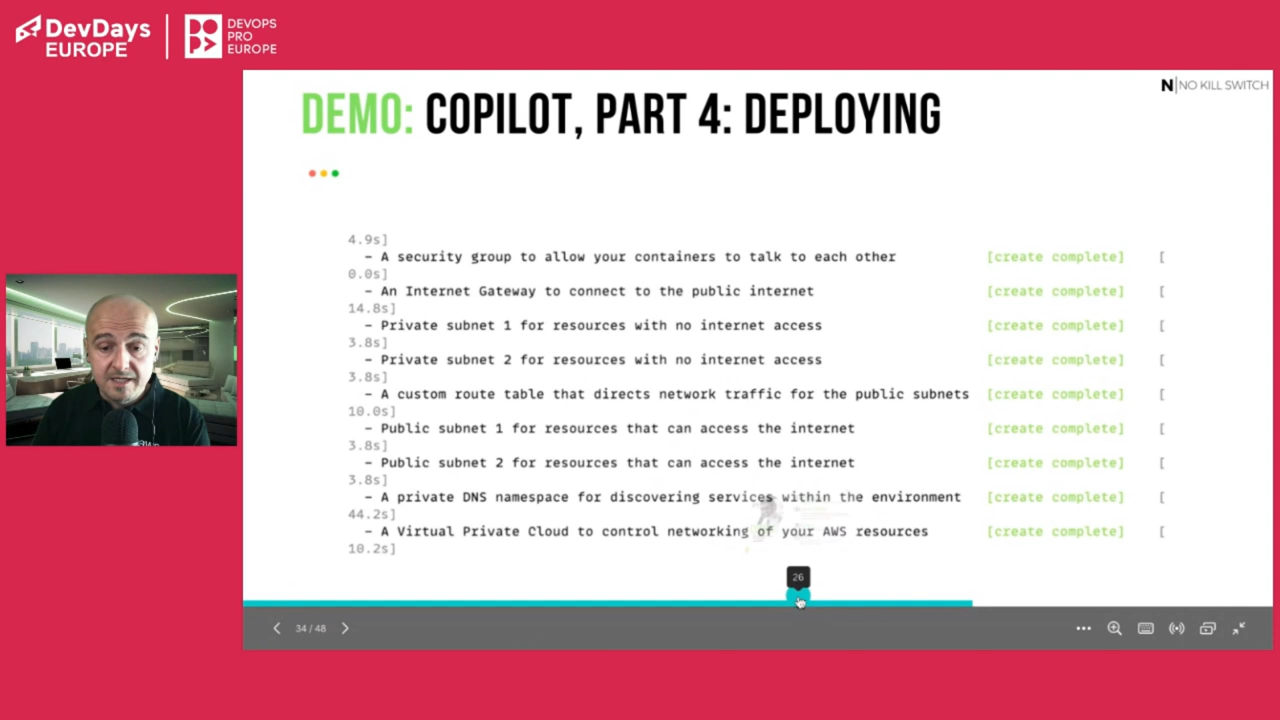 DevDays
EUROPE
DEVOPS
PRO
EUROPE
N NO KILL SWITCH
DEMO: COPILOT, PART 4: DEPLOYING
4.9s]
- A security group to allow your containers to talk to each other [create complete] [
0.0s]
- An Internet Gateway to connect to the public internet [create complete] [
14.8s]
- Private subnet 1 for resources with no internet access [create complete] [
3.8s]
- Private subnet 2 for resources with no internet access [create complete] [
3.8s]
- A custom route table that directs network traffic for the public subnets [create complete] [
10.0s]
- Public subnet 1 for resources that can access the internet [create complete] [
3.8s]
- Public subnet 2 for resources that can access the internet [create complete] [
3.8s]
- A private DNS namespace for discovering services within the environment [create complete] [
44.2s]
- A Virtual Private Cloud to control networking of your AWS resources [create complete] [
10.2s]
26
34 / 48